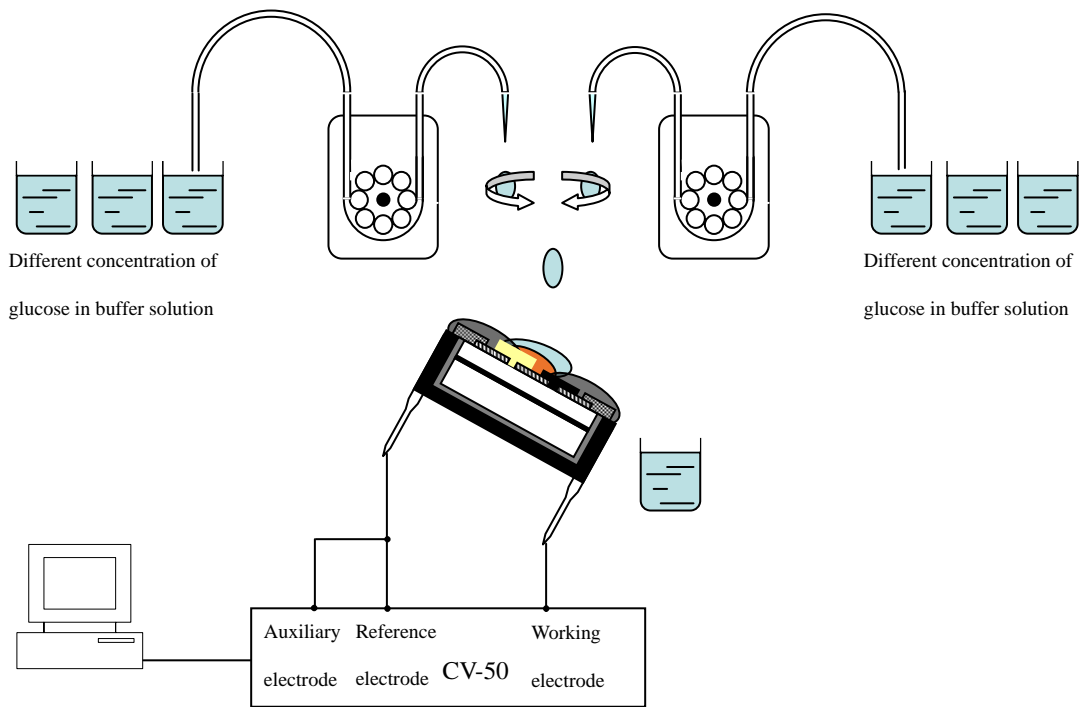 Different concentration of
glucose in buffer solution
Different concentration of
glucose in buffer solution
Auxiliary
electrode
Reference
electrode
CV-50
Working
electrode